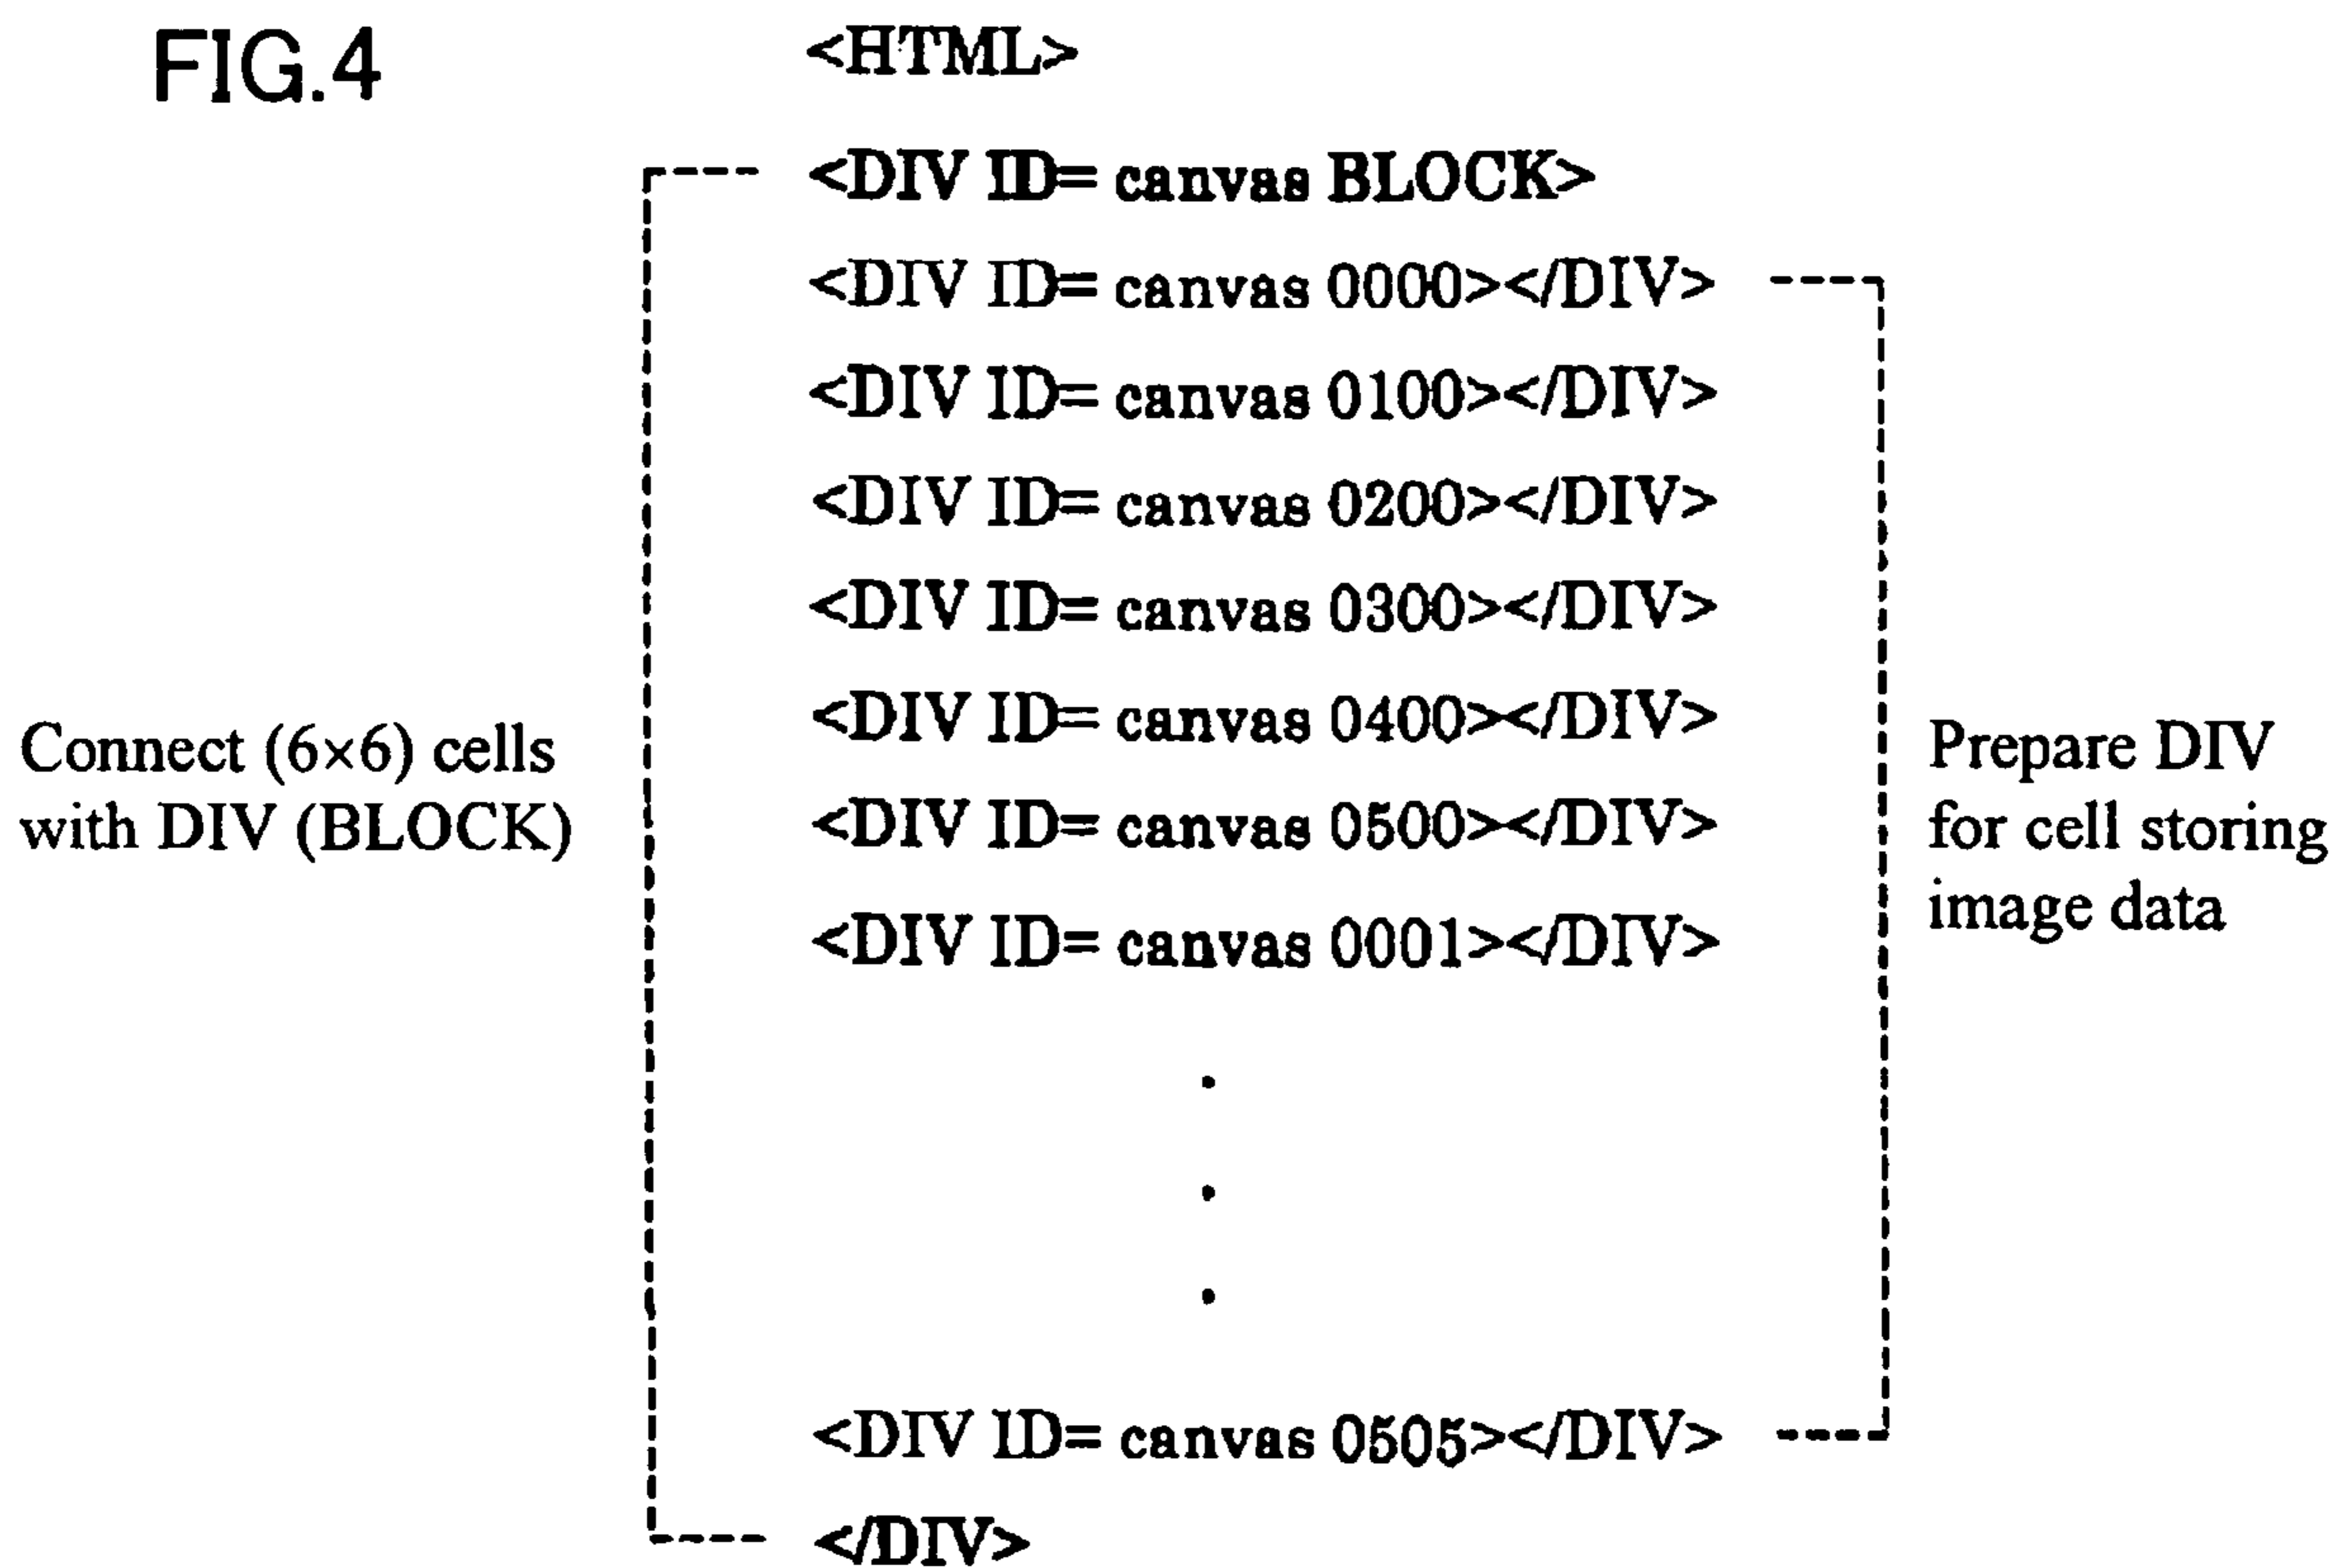 FIG.4
<HTML>
<DIV ID= canvas BLOCK>
<DIV ID= canvas 0000></DIV>
<DIV ID= canvas 0100></DIV>
<DIV ID= canvas 0200></DIV>
<DIV ID= canvas 0300></DIV>
<DIV ID= canvas 0400></DIV>
<DIV ID= canvas 0500></DIV>
<DIV ID= canvas 0001></DIV>
.
.
.
<DIV ID= canvas 0505></DIV>
</DIV>
Connect (6×6) cells
with DIV (BLOCK)
Prepare DIV
for cell storing
image data